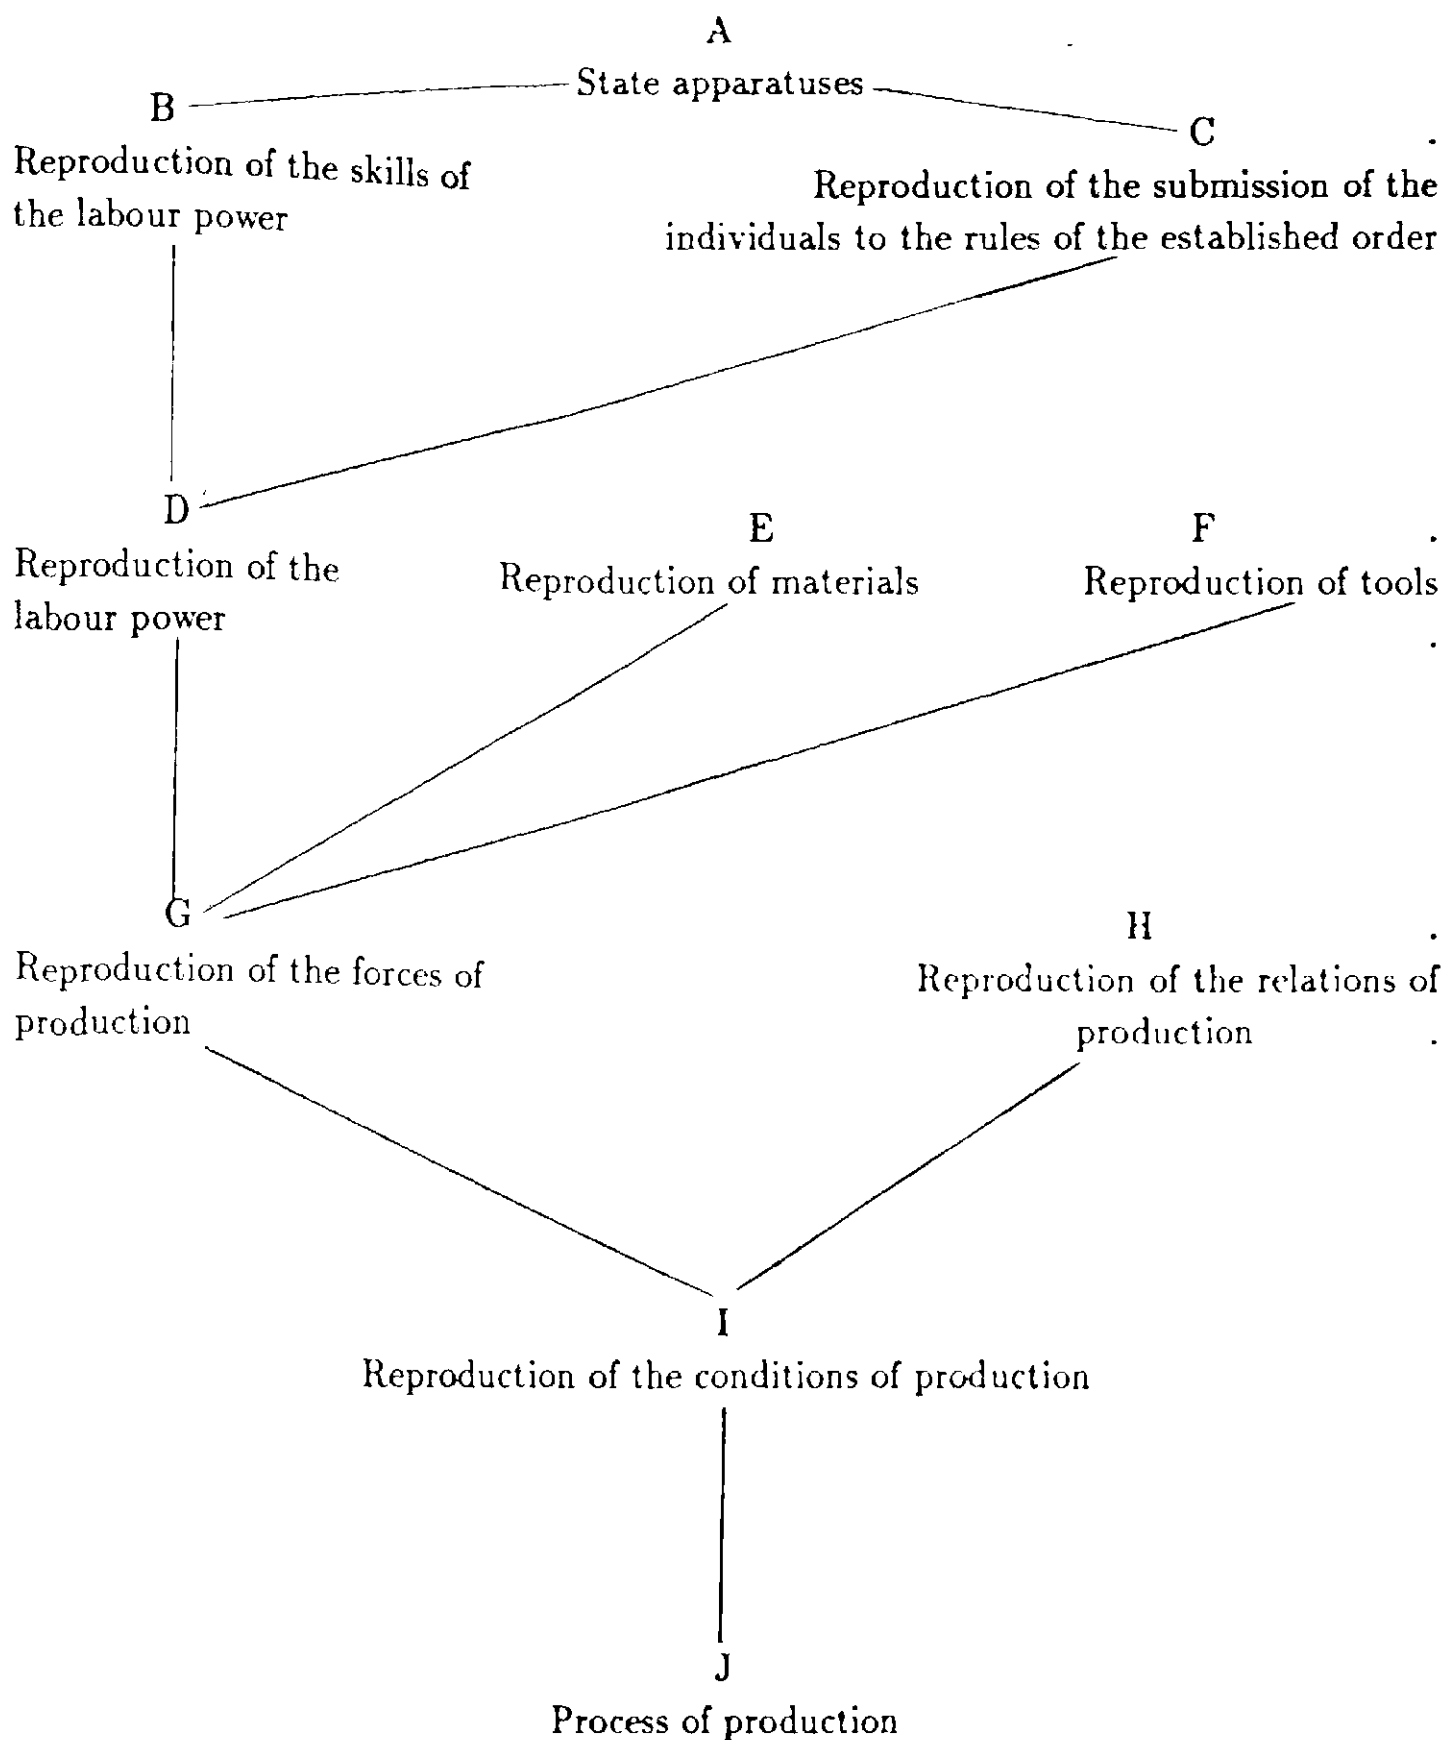 A
State apparatuses
B
C
Reproduction of the skills of
the labour power
Reproduction of the submission of the
individuals to the rules of the established order
D
E
F
Reproduction of the
labour power
Reproduction of materials
Reproduction of tools
G
H
Reproduction of the forces of
production
Reproduction of the relations of
production
I
Reproduction of the conditions of production
J
Process of production